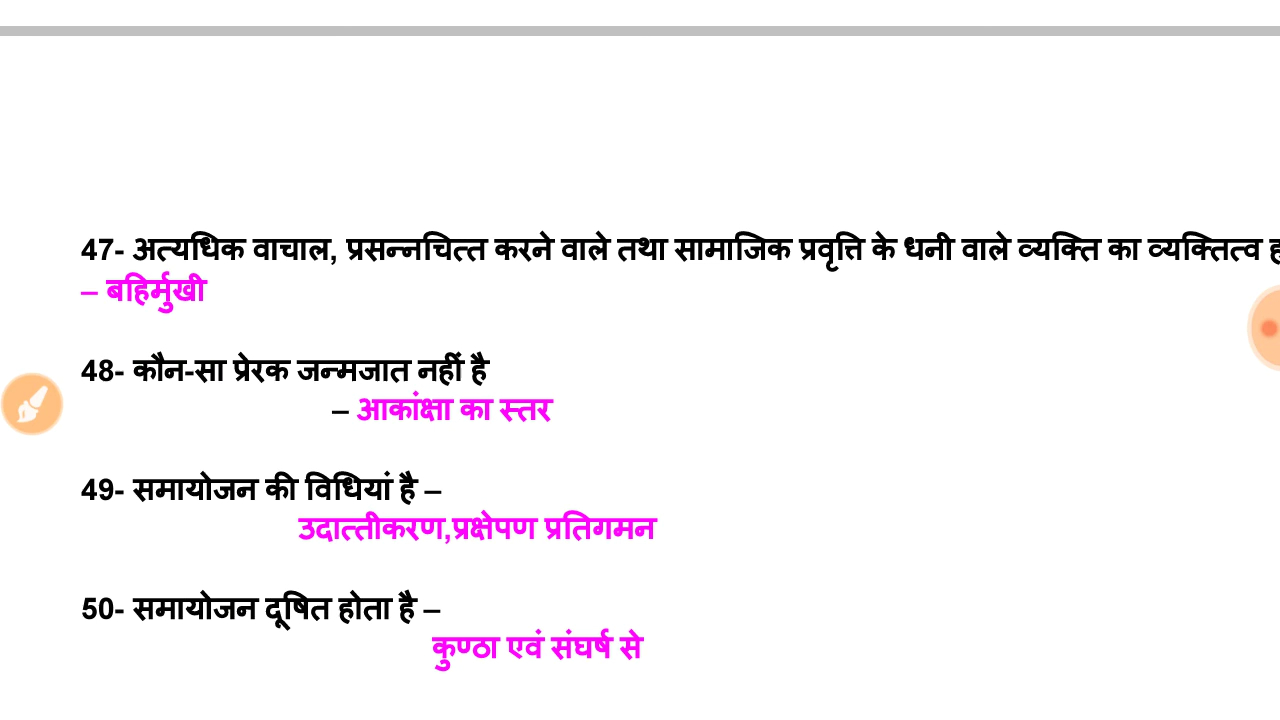 47- अत्यधिक वाचाल, प्रसन्नचित्त करने वाले तथा सामाजिक प्रवृत्ति के धनी वाले व्यक्ति का व्यक्तित्व
– बहिर्मुखी
48- कौन-सा प्रेरक जन्मजात नहीं है
– आकांक्षा का स्तर
49- समायोजन की विधियां है –
उदात्तीकरण,प्रक्षेपण प्रतिगमन
50- समायोजन दूषित होता है –
कुण्ठा एवं संघर्ष से